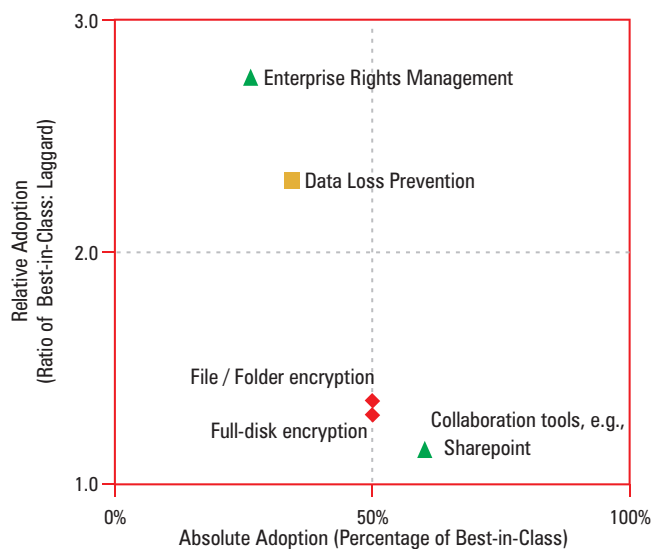 3.0
Enterprise Rights Management
Data Loss Prevention
Relative Adoption
(Ratio of Best-in-Class: Laggard)
2.0
File / Folder encryption
Full-disk encryption
Collaboration tools, e.g.,
Sharepoint
1.0
0%
50%
100%
Absolute Adoption (Percentage of Best-in-Class)